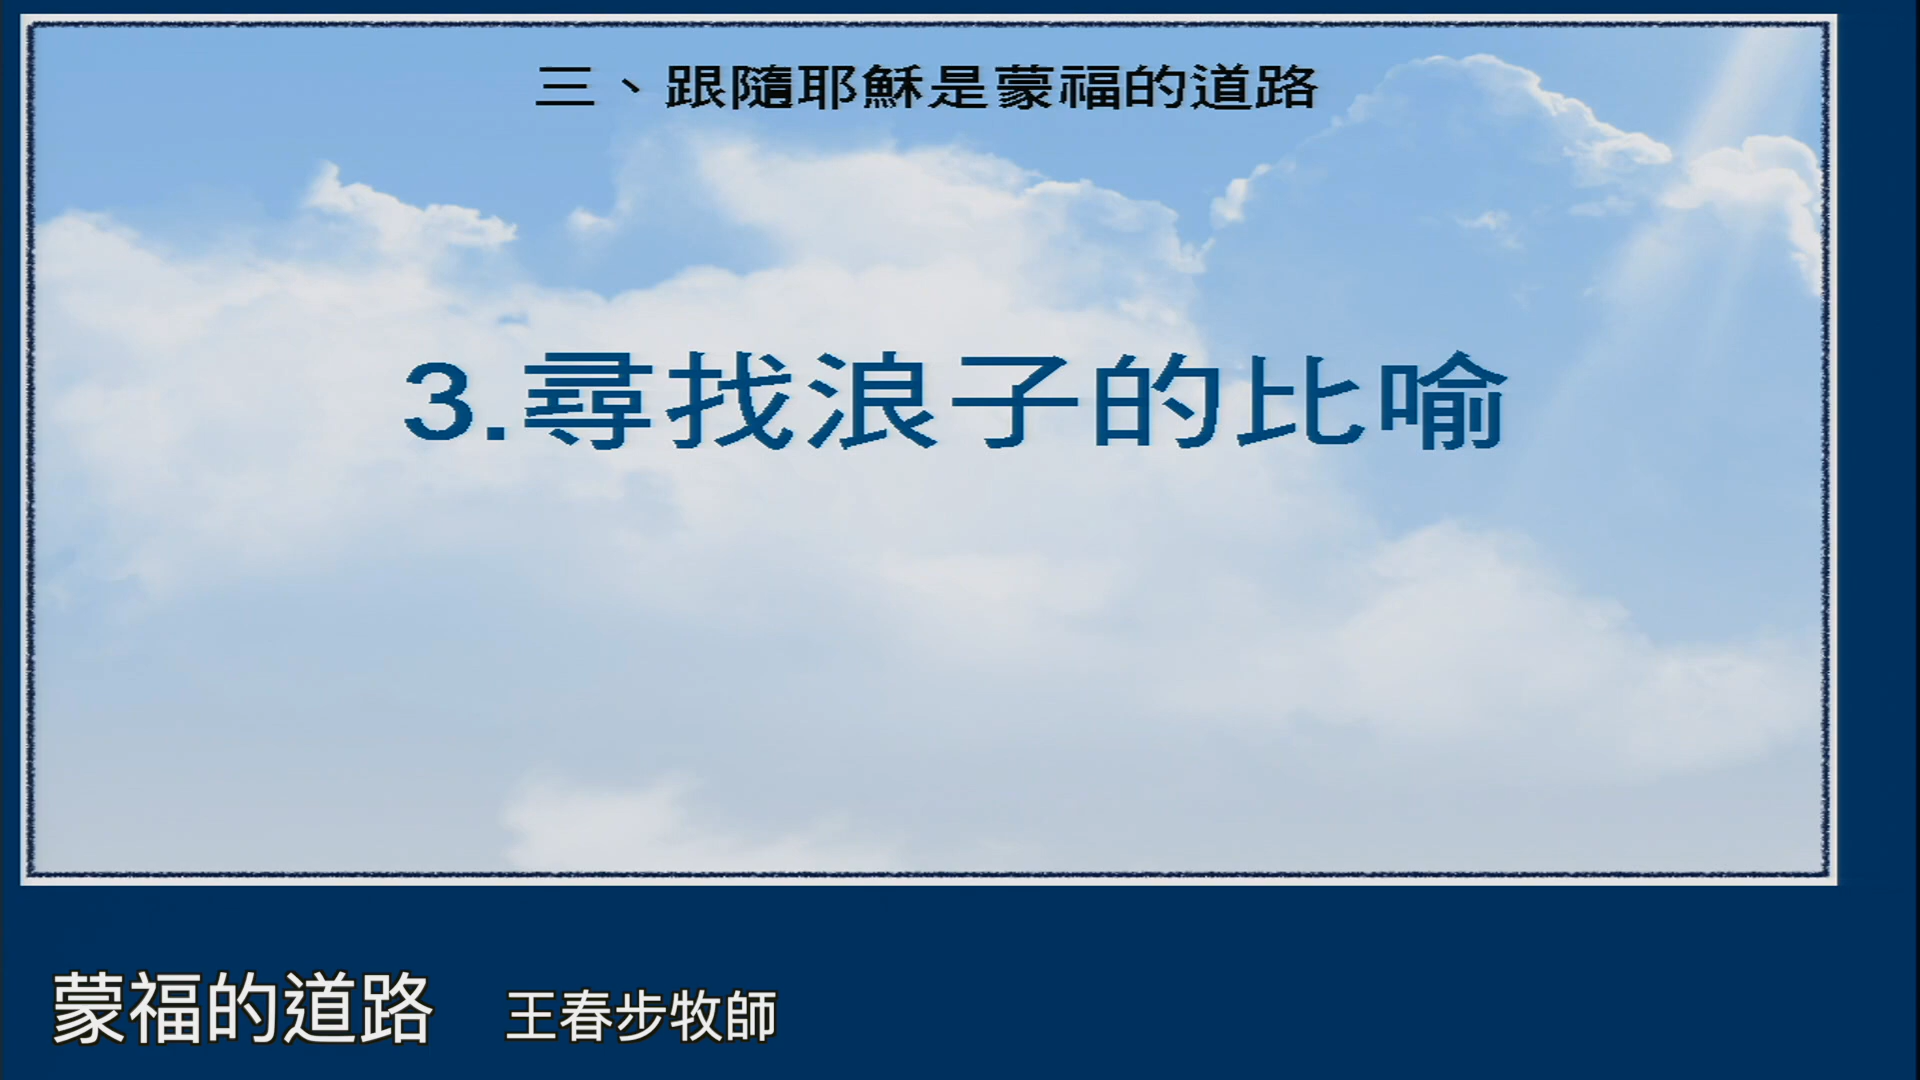 三、跟隨耶穌是蒙福的道路
3.尋找浪子的比喻
蒙福的道路 王春步牧師